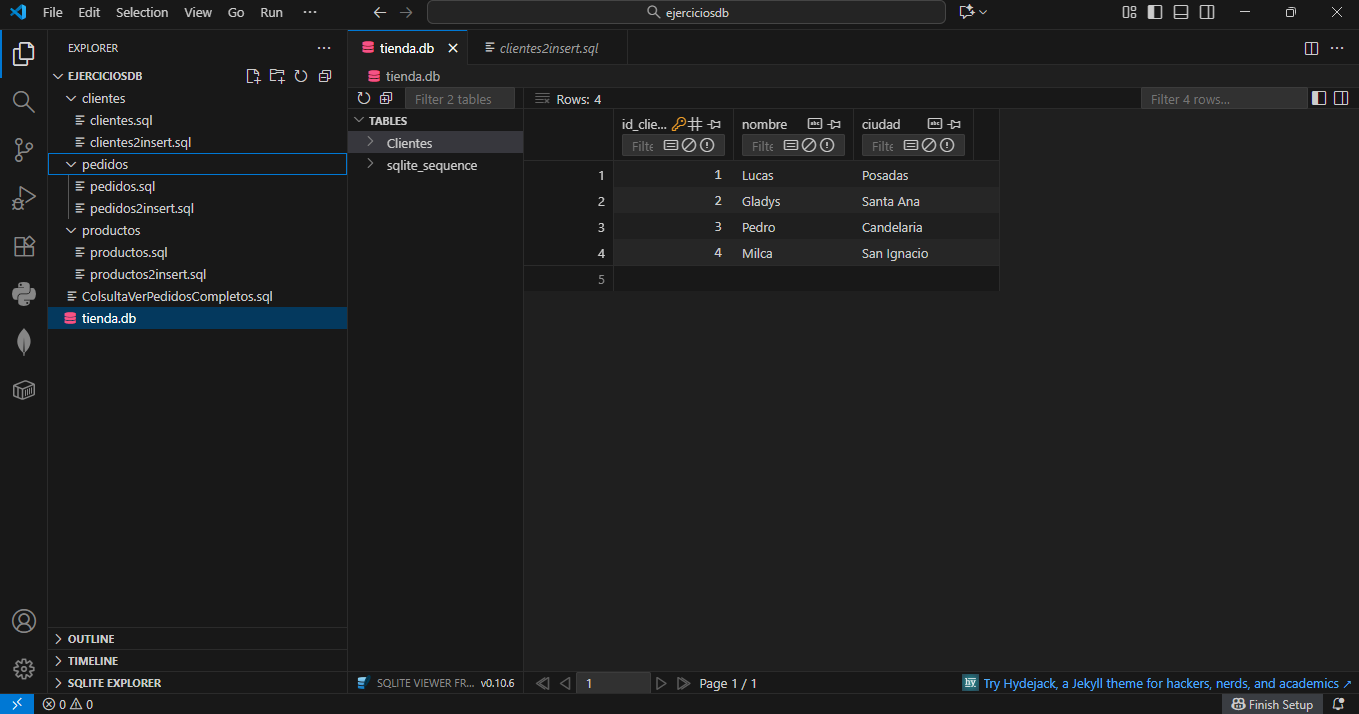 File Edit Selection View Go Run ··· ejerciciosdb
EXPLORER ···
EJERCICIOSDB
clientes
clientes.sql
clientes2insert.sql
pedidos
pedidos.sql
pedidos2insert.sql
productos
productos.sql
productos2insert.sql
ColsultaVerPedidosCompletos.sql
tienda.db
OUTLINE
TIMELINE
SQLITE EXPLORER
tienda.db clientes2insert.sql
tienda.db
Filter 2 tables Rows: 4 Filter 4 rows...
TABLES
Clientes
sqlite_sequence
id_clie... nombre ciudad
Filte Filte Filte
1 1 Lucas Posadas
2 2 Gladys Santa Ana
3 3 Pedro Candelaria
4 4 Milca San Ignacio
5
SQLITE VIEWER FR... v0.10.6 1 Page 1 / 1 hy Try Hydejack, a Jekyll theme for hackers, nerds, and academics ↗
0 0 Finish Setup